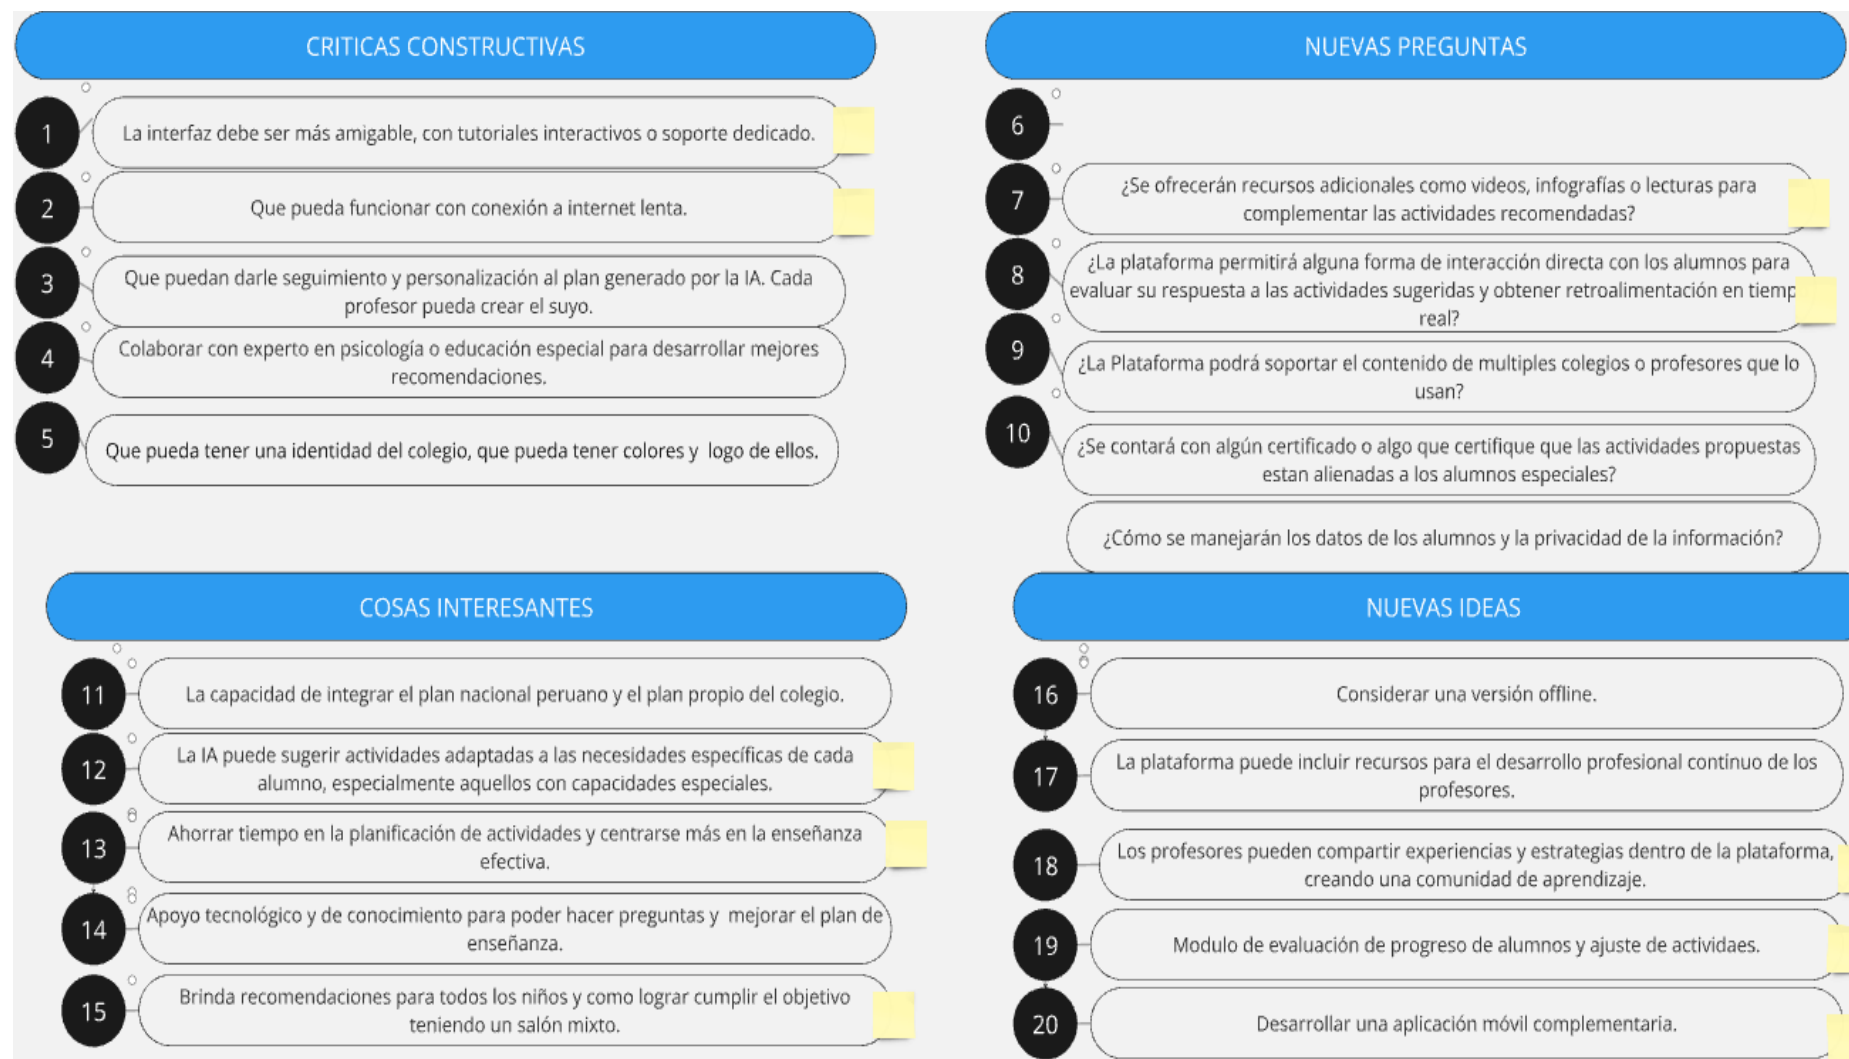 CRITICAS CONSTRUCTIVAS
1
La interfaz debe ser más amigable, con tutoriales interactivos o soporte dedicado.
2
Que pueda funcionar con conexión a internet lenta.
3
Que puedan darle seguimiento y personalización al plan generado por la IA. Cada
profesor pueda crear el suyo.
4
Colaborar con experto en psicología o educación especial para desarrollar mejores
recomendaciones.
5
Que pueda tener una identidad del colegio, que pueda tener colores y logo de ellos.
NUEVAS PREGUNTAS
6
7
¿Se ofrecerán recursos adicionales como videos, infografías o lecturas para
complementar las actividades recomendadas?
8
¿La plataforma permitirá alguna forma de interacción directa con los alumnos para
evaluar su respuesta a las actividades sugeridas y obtener retroalimentación en tiemp
real?
9
¿La Plataforma podrá soportar el contenido de multiples colegios o profesores que lo
usan?
10
¿Se contará con algún certificado o algo que certifique que las actividades propuestas
estan alienadas a los alumnos especiales?
¿Cómo se manejarán los datos de los alumnos y la privacidad de la información?
COSAS INTERESANTES
11
La capacidad de integrar el plan nacional peruano y el plan propio del colegio.
12
La IA puede sugerir actividades adaptadas a las necesidades específicas de cada
alumno, especialmente aquellos con capacidades especiales.
13
Ahorrar tiempo en la planificación de actividades y centrarse más en la enseñanza
efectiva.
14
Apoyo tecnológico y de conocimiento para poder hacer preguntas y mejorar el plan de
enseñanza.
15
Brinda recomendaciones para todos los niños y como lograr cumplir el objetivo
teniendo un salón mixto.
NUEVAS IDEAS
16
Considerar una versión offline.
17
La plataforma puede incluir recursos para el desarrollo profesional continuo de los
profesores.
18
Los profesores pueden compartir experiencias y estrategias dentro de la plataforma,
creando una comunidad de aprendizaje.
19
Modulo de evaluación de progreso de alumnos y ajuste de actividaes.
20
Desarrollar una aplicación móvil complementaria.